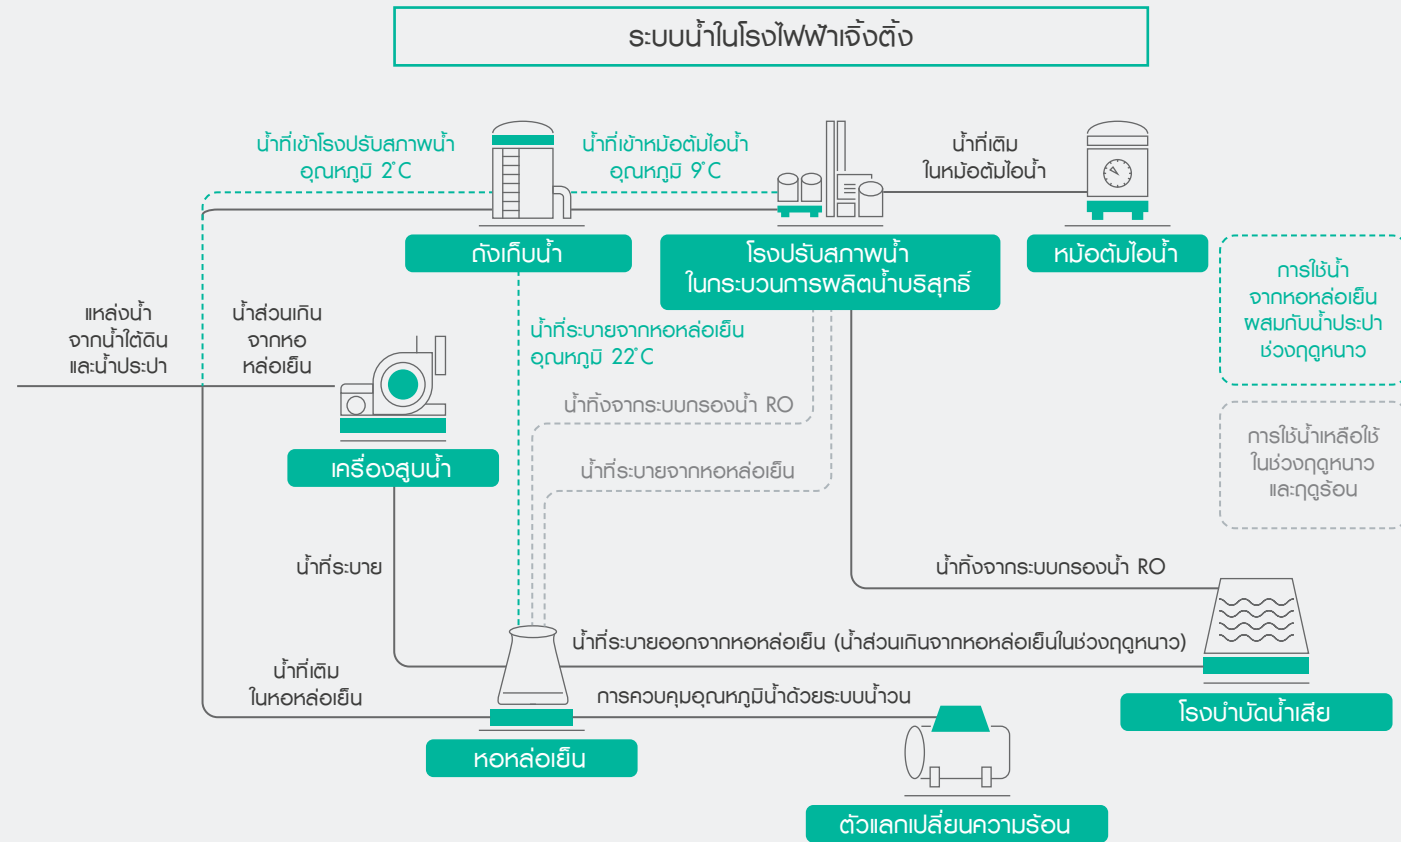 ระบบน้ำในโรงไฟฟ้าเจิ้งติ้ง
น้ำที่เข้าโรงปรับสภาพน้ำ
อุณหภูมิ 2°C
น้ำที่เข้าหม้อต้มไอน้ำ
อุณหภูมิ 9°C
น้ำที่เติม
ในหม้อต้มไอน้ำ
ถังเก็บน้ำ
โรงปรับสภาพน้ำ
ในกระบวนการผลิตน้ำบริสุทธิ์
หม้อต้มไอน้ำ
การใช้น้ำ
จากหอหล่อเย็น
ผสมกับน้ำประปา
ช่วงฤดูหนาว
แหล่งน้ำ
จากน้ำใต้ดิน
และน้ำประปา
น้ำส่วนเกิน
จากหอ
หล่อเย็น
น้ำที่ระบายจากหอหล่อเย็น
อุณหภูมิ 22°C
น้ำทิ้งจากระบบกรองน้ำ RO
การใช้น้ำเหลือใช้
ในช่วงฤดูหนาว
และฤดูร้อน
เครื่องสูบน้ำ
น้ำที่ระบายจากหอหล่อเย็น
น้ำที่ระบาย
น้ำทิ้งจากระบบกรองน้ำ RO
น้ำที่ระบายออกจากหอหล่อเย็น (น้ำส่วนเกินจากหอหล่อเย็นในช่วงฤดูหนาว)
น้ำที่เติม
ในหอหล่อเย็น
การควบคุมอุณหภูมิน้ำด้วยระบบน้ำวน
โรงบำบัดน้ำเสีย
หอหล่อเย็น
ตัวแลกเปลี่ยนความร้อน